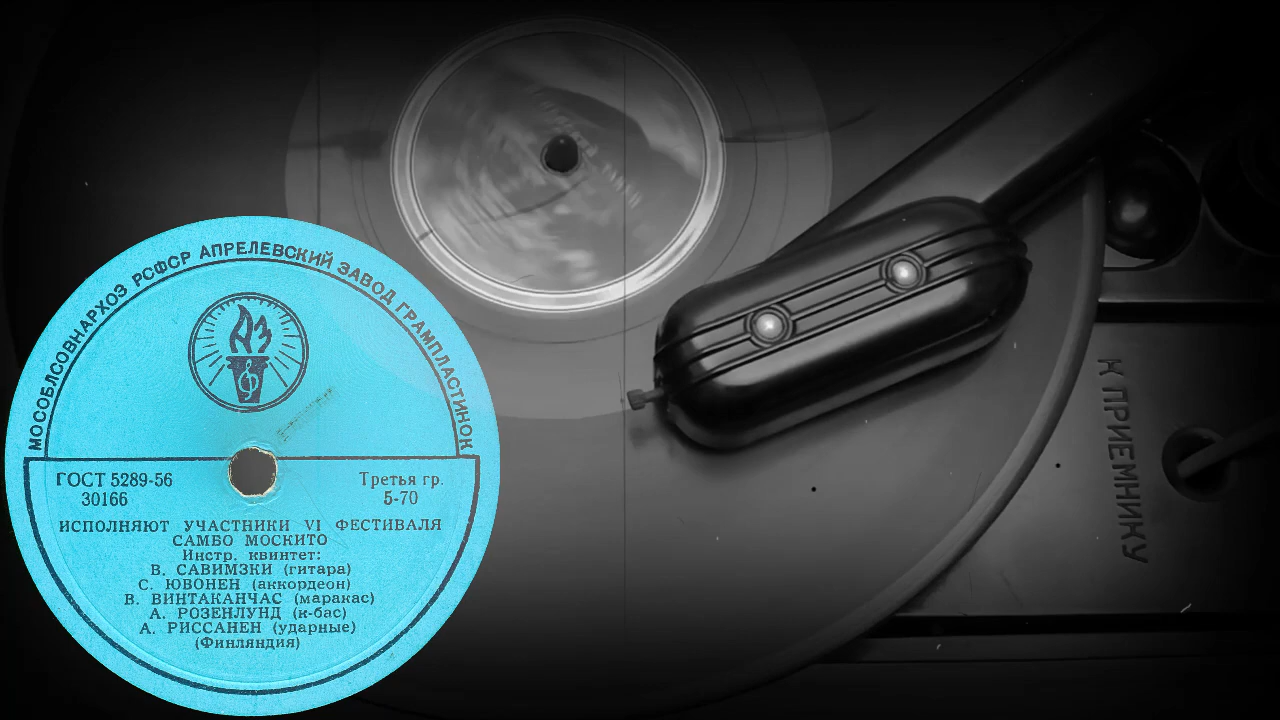 МОСОБЛСОВНАРХОЗ РСФСР АПРЕЛЕВСКИЙ ЗАВОД ГРАМПЛАСТИНОК
ГОСТ 5289-56
30166
Третья гр.
5-70
ИСПОЛНЯЮТ УЧАСТНИКИ VI ФЕСТИВАЛЯ
САМВО МОСКИТО
Инстр. квинтет:
В. САВИМЗКИ (гитара)
С. ЮВОНЕН (аккордеон)
В. ВИНТАКАНЧАС (маракас)
А. РОЗЕНЛУНД (к-бас)
А. РИССАНЕН (ударные)
(Финляндия)
К ПРИЕМНИКУ